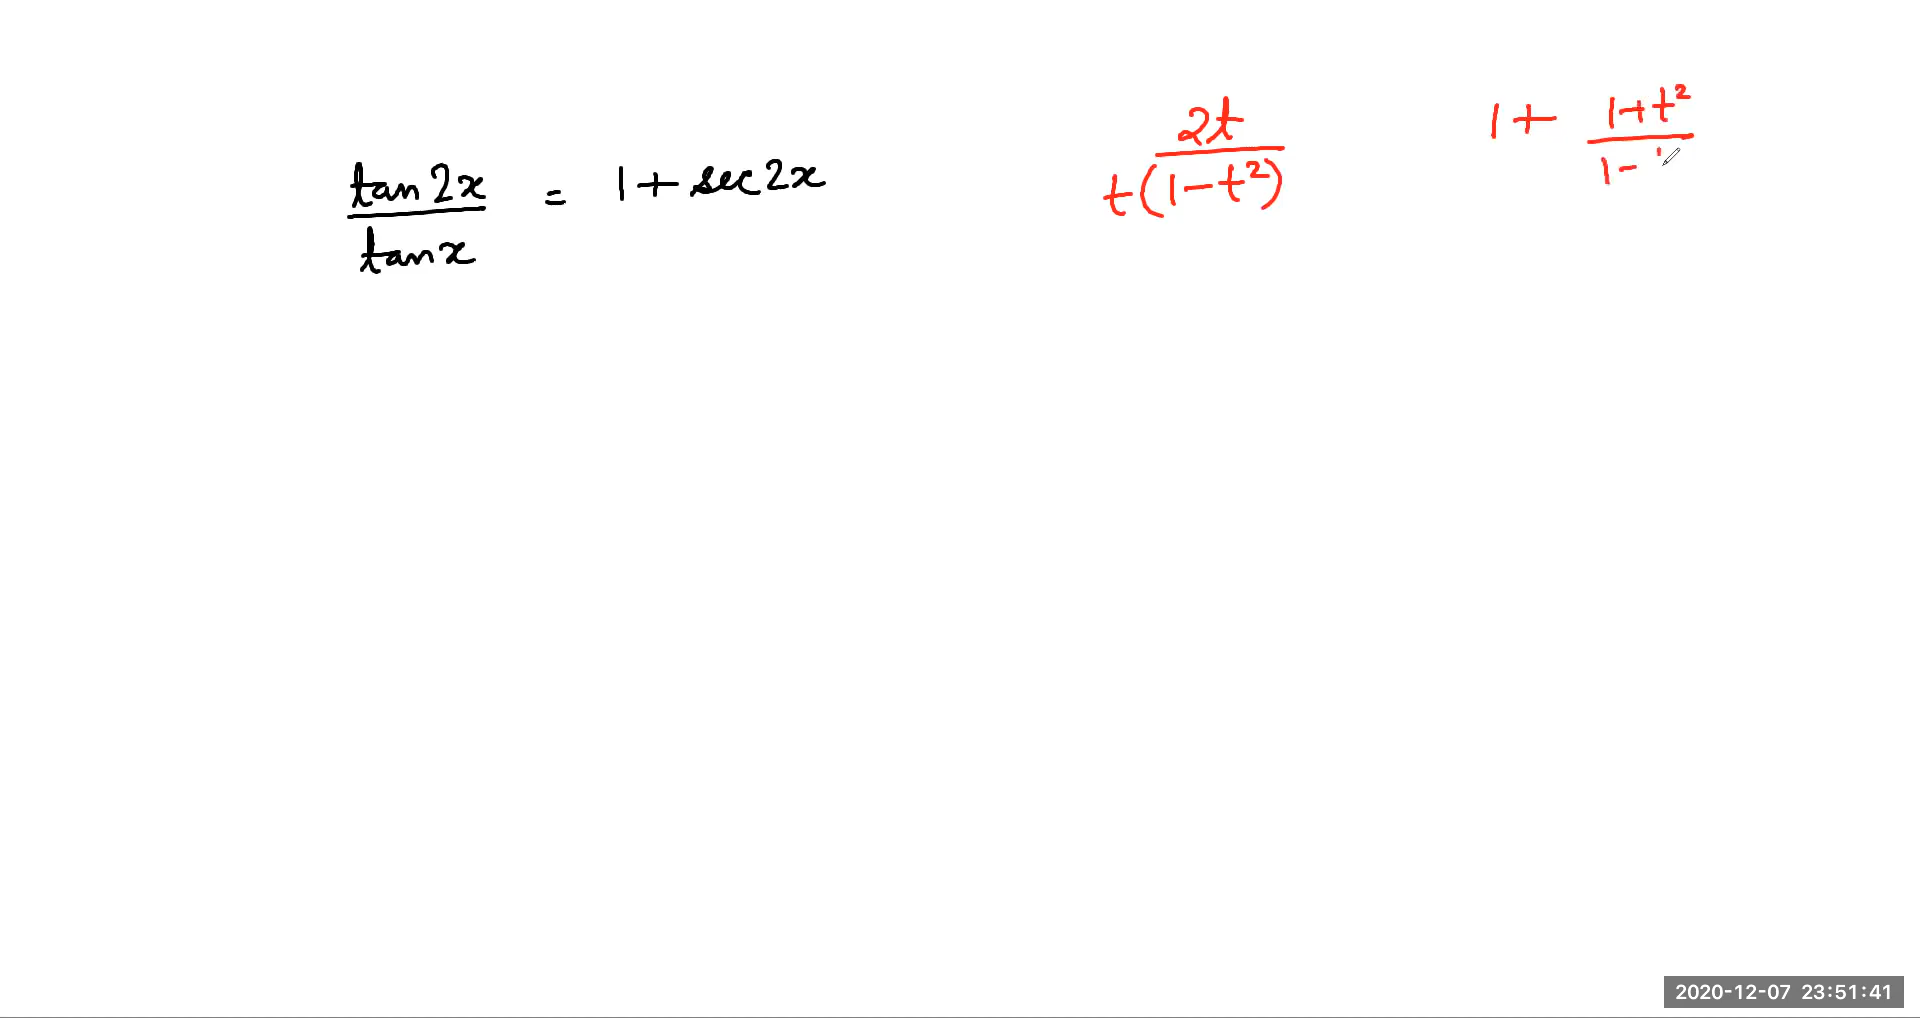 tan 2x / tan x = 1 + sec 2x
2t / t(1 - t²)
1 + (1 + t²) / (1 -
2020-12-07 23:51:41